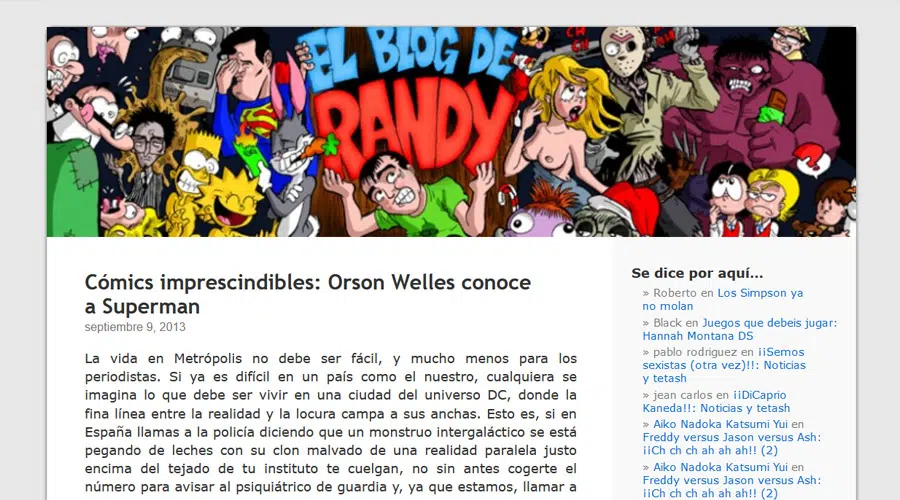 EL BLOG DE
RANDY
Cómics imprescindibles: Orson Welles conoce
a Superman
septiembre 9, 2013
La vida en Metrópolis no debe ser fácil, y mucho menos para los
periodistas. Si ya es difícil en un país como el nuestro, cualquiera se
imagina lo que debe ser vivir en una ciudad del universo DC, donde la
fina línea entre la realidad y la locura campa a sus anchas. Esto es, si en
España llamas a la policía diciendo que un monstruo intergaláctico se está
pegando de leches con su clon malvado de una realidad paralela justo
encima del tejado de tu instituto te cuelgan, no sin antes cogerte el
número para avisar al psiquiátrico de guardia y, ya que estamos, llamar a
Se dice por aquí...
» Roberto en Los Simpson ya
no molan
» Black en Juegos que debeis jugar:
Hannah Montana DS
» pablo rodriguez en ¡¡Semos
sexistas (otra vez)!!: Noticias
y tetash
» jean carlos en ¡¡DiCaprio
Kaneda!!: Noticias y tetash
» Aiko Nadoka Katsumi Yui en
Freddy versus Jason versus Ash:
¡¡Ch ch ch ah ah ah!! (2)
» Aiko Nadoka Katsumi Yui en
Freddy versus Jason versus Ash:
¡¡Ch ch ch ah ah ah!! (2)